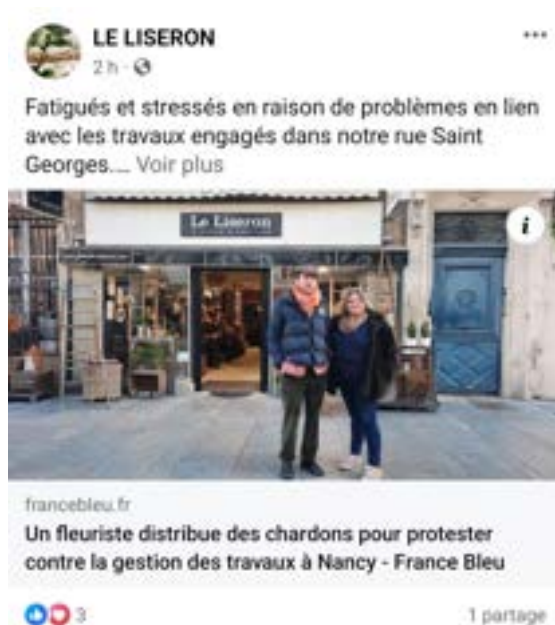 LE LISERON
2 h
Fatigués et stressés en raison de problèmes en lien
avec les travaux engagés dans notre rue Saint
Georges.... Voir plus
Le Liseron
i
francebleu.fr
Un fleuriste distribue des chardons pour protester
contre la gestion des travaux à Nancy - France Bleu
3
1 partage